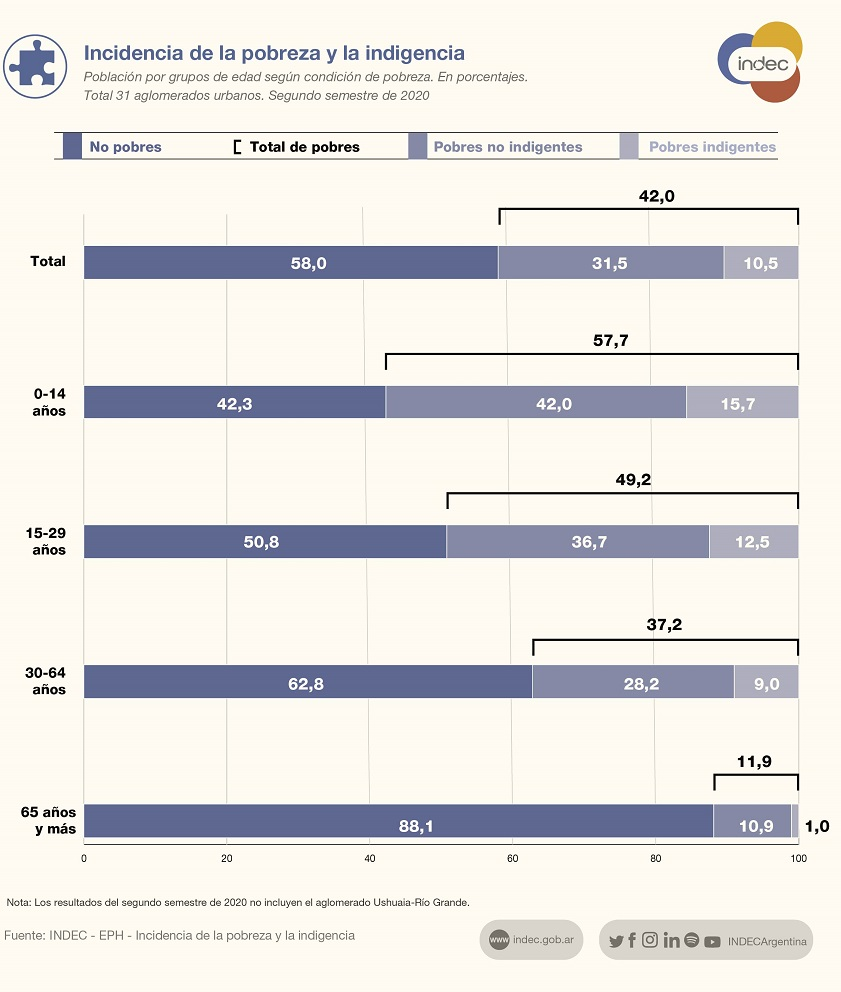 Incidencia de la pobreza y la indigencia
Población por grupos de edad según condición de pobreza. En porcentajes.
Total 31 aglomerados urbanos. Segundo semestre de 2020
indec
No pobres
Total de pobres
Pobres no indigentes
Pobres indigentes
42,0
Total
58,0
31,5
10,5
57,7
0-14
años
42,3
42,0
15,7
49,2
15-29
años
50,8
36,7
12,5
37,2
30-64
años
62,8
28,2
9,0
11,9
65 años
y más
88,1
10,9
1,0
0
20
40
60
80
100
Nota: Los resultados del segundo semestre de 2020 no incluyen el aglomerado Ushuaia-Río Grande.
Fuente: INDEC - EPH - Incidencia de la pobreza y la indigencia
www indec.gob.ar
INDECArgentina